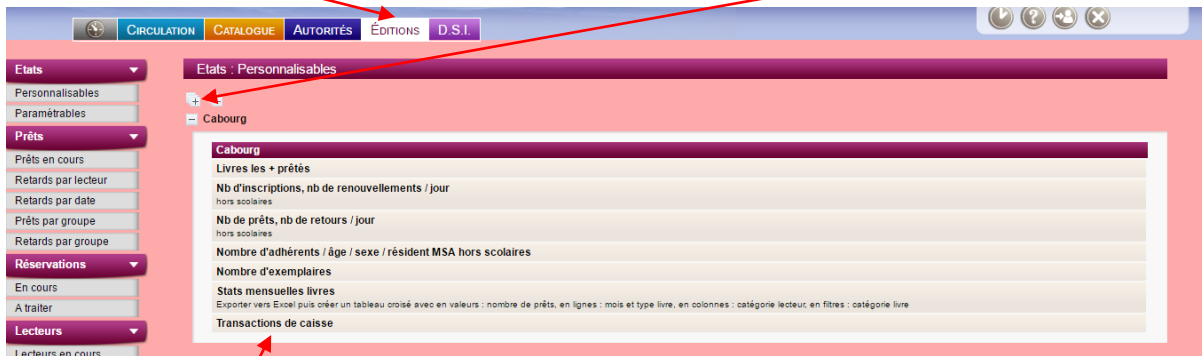 CIRCULATION CATALOGUE AUTORITÉS ÉDITIONS D.S.I.
Etats
Personnalisables
Paramétrables
Prêts
Prêts en cours
Retards par lecteur
Retards par date
Prêts par groupe
Retards par groupe
Réservations
En cours
A traiter
Lecteurs
Lecteurs en cours
Etats : Personnalisables
Cabourg
Cabourg
Livres les + prêtés
Nb d'inscriptions, nb de renouvellements / jour
hors scolaires
Nb de prêts, nb de retours / jour
hors scolaires
Nombre d'adhérents / âge / sexe / résident MSA hors scolaires
Nombre d'exemplaires
Stats mensuelles livres
Exporter vers Excel puis créer un tableau croisé avec en valeurs : nombre de prêts, en lignes : mois et type livre, en colonnes : catégorie lecteur, en filtres : catégorie livre
Transactions de caisse